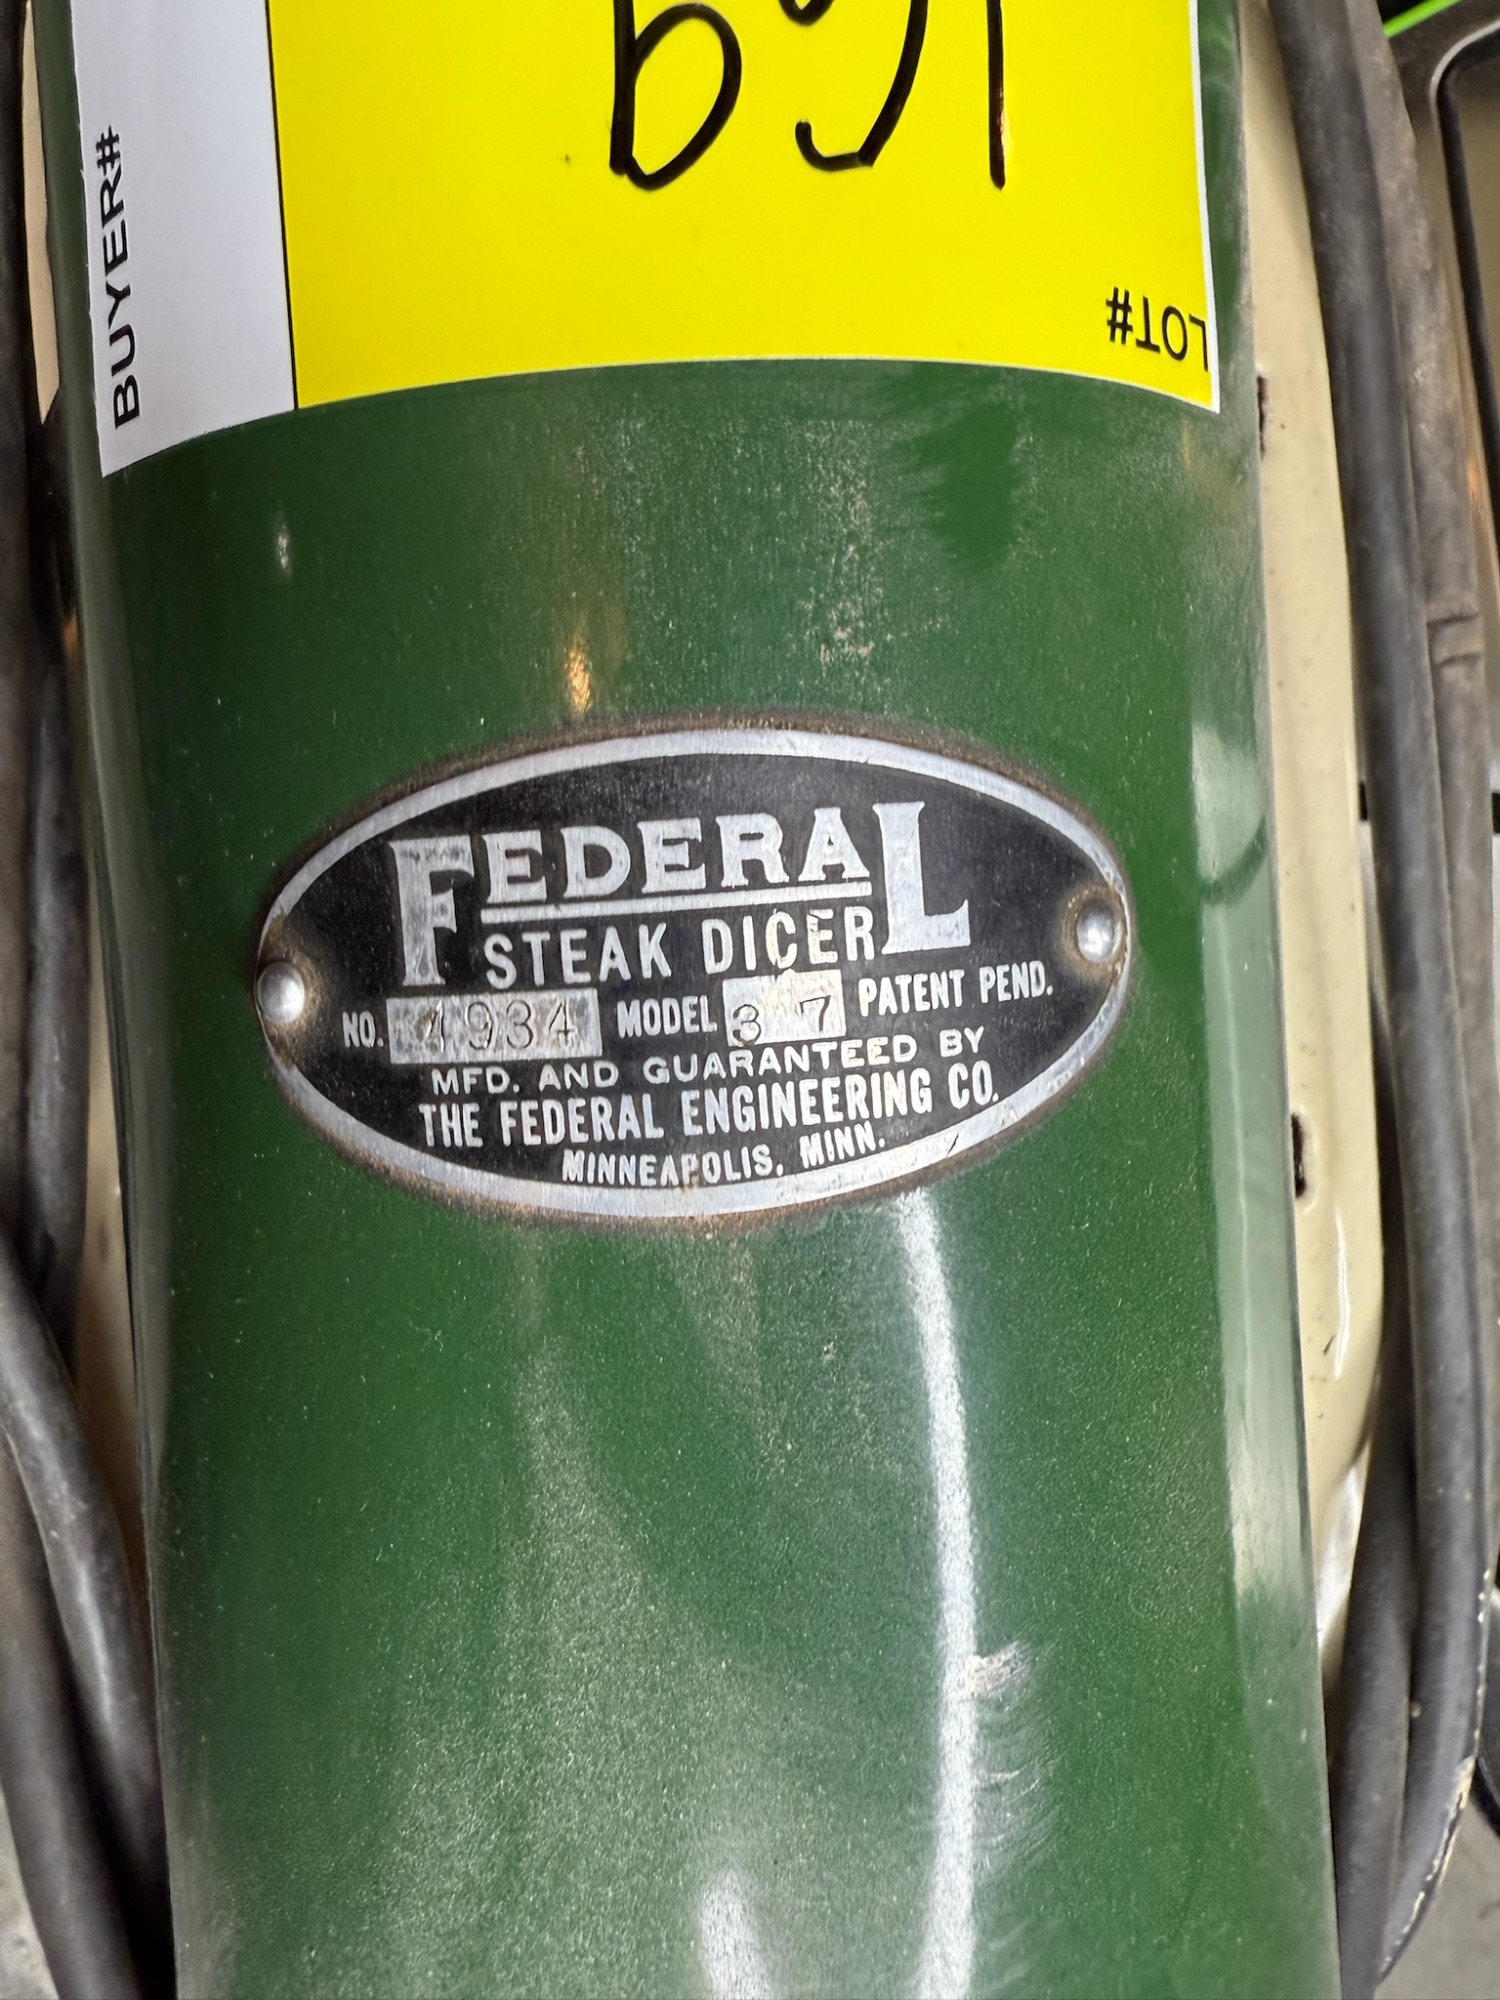 BUYER#
LOT#
FEDERAL
STEAK DICER
NO. 4934 MODEL 37 PATENT PEND.
MFD. AND GUARANTEED BY
THE FEDERAL ENGINEERING CO.
MINNEAPOLIS, MINN.